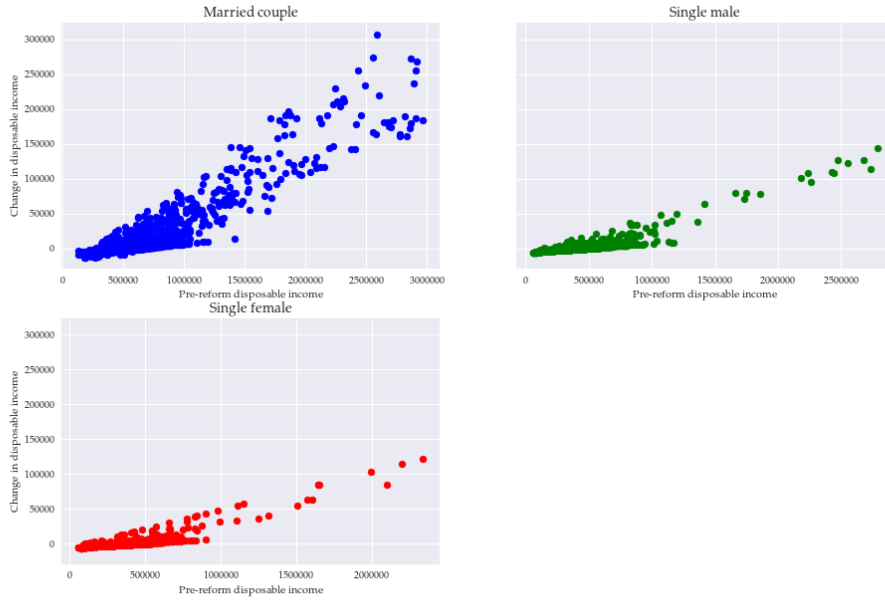 Married couple
Change in disposable income
300000
250000
200000
150000
100000
50000
0
0 500000 1000000 1500000 2000000 2500000 3000000
Pre-reform disposable income
Single male
0 500000 1000000 1500000 2000000 2500000
Pre-reform disposable income
Single female
Change in disposable income
300000
250000
200000
150000
100000
50000
0
0 500000 1000000 1500000 2000000
Pre-reform disposable income